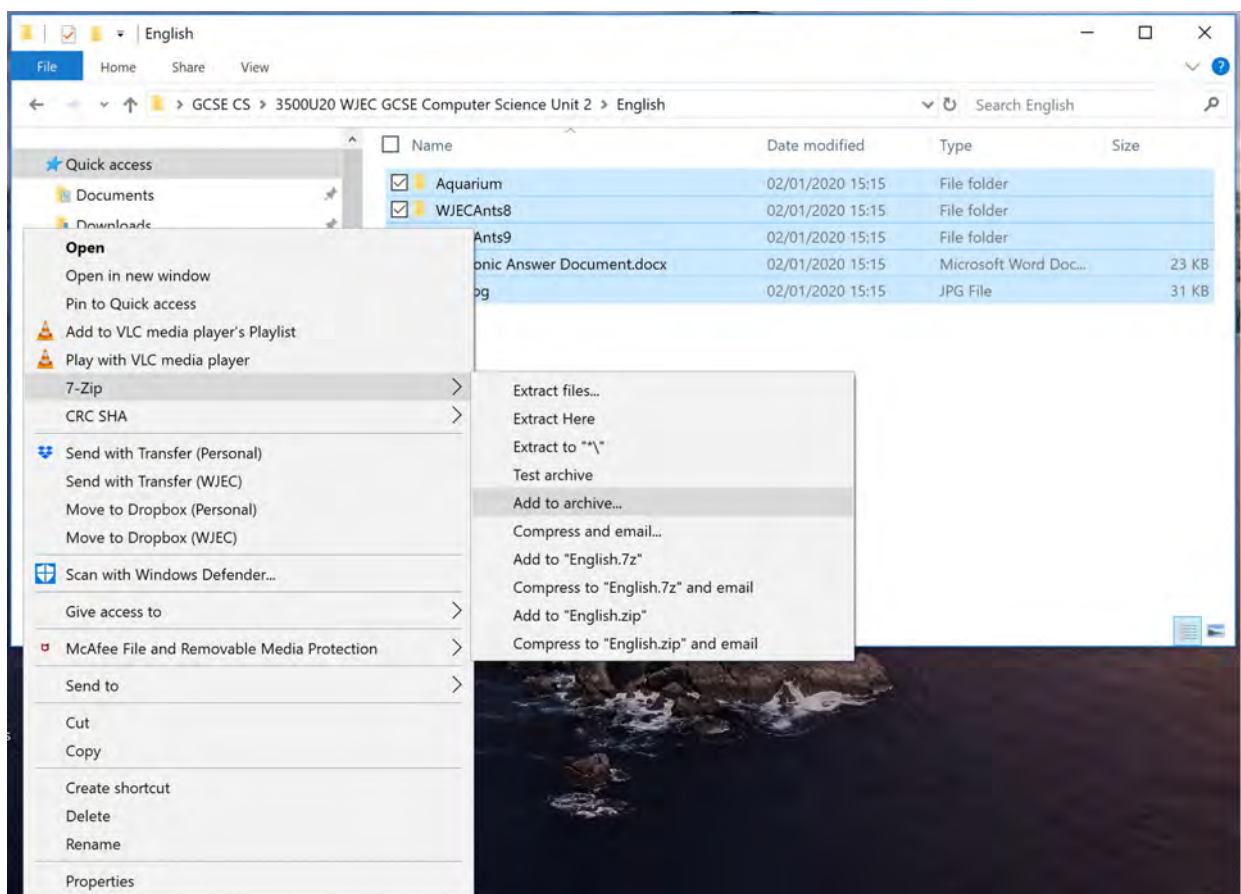 English
File Home Share View
GCSE CS > 3500U20 WJEC GCSE Computer Science Unit 2 > English Search English
Name Date modified Type Size
Quick access
Aquarium 02/01/2020 15:15 File folder
Documents
WJECAnts8 02/01/2020 15:15 File folder
Downloads
Ants9 02/01/2020 15:15 File folder
onic Answer Document.docx 02/01/2020 15:15 Microsoft Word Doc... 23 KB
02/01/2020 15:15 JPG File 31 KB
Open
Open in new window
Pin to Quick access
Add to VLC media player's Playlist
Play with VLC media player
7-Zip
CRC SHA
Send with Transfer (Personal)
Send with Transfer (WJEC)
Move to Dropbox (Personal)
Move to Dropbox (WJEC)
Scan with Windows Defender...
Give access to
McAfee File and Removable Media Protection
Send to
Cut
Copy
Create shortcut
Delete
Rename
Properties
Extract files...
Extract Here
Extract to "*\"
Test archive
Add to archive...
Compress and email...
Add to "English.7z"
Compress to "English.7z" and email
Add to "English.zip"
Compress to "English.zip" and email